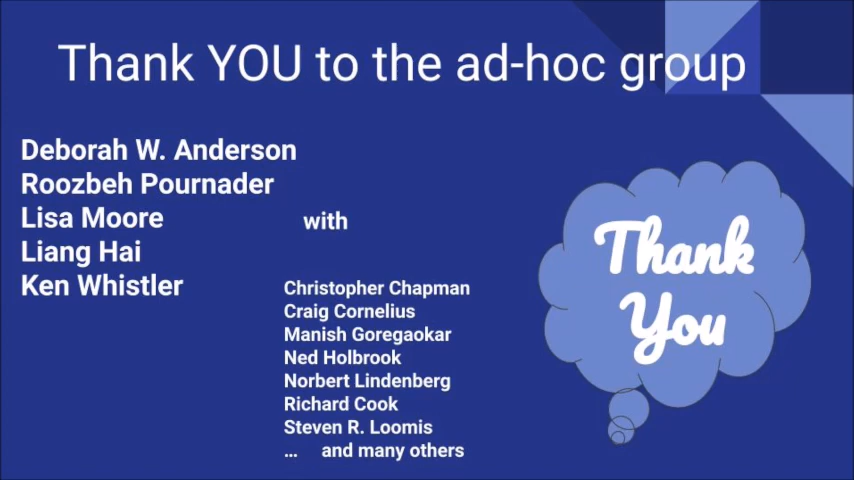 Thank YOU to the ad-hoc group
Deborah W. Anderson
Roozbeh Pournader
Lisa Moore
Liang Hai
Ken Whistler
with
Christopher Chapman
Craig Cornelius
Manish Goregaokar
Ned Holbrook
Norbert Lindenberg
Richard Cook
Steven R. Loomis
... and many others
Thank
You